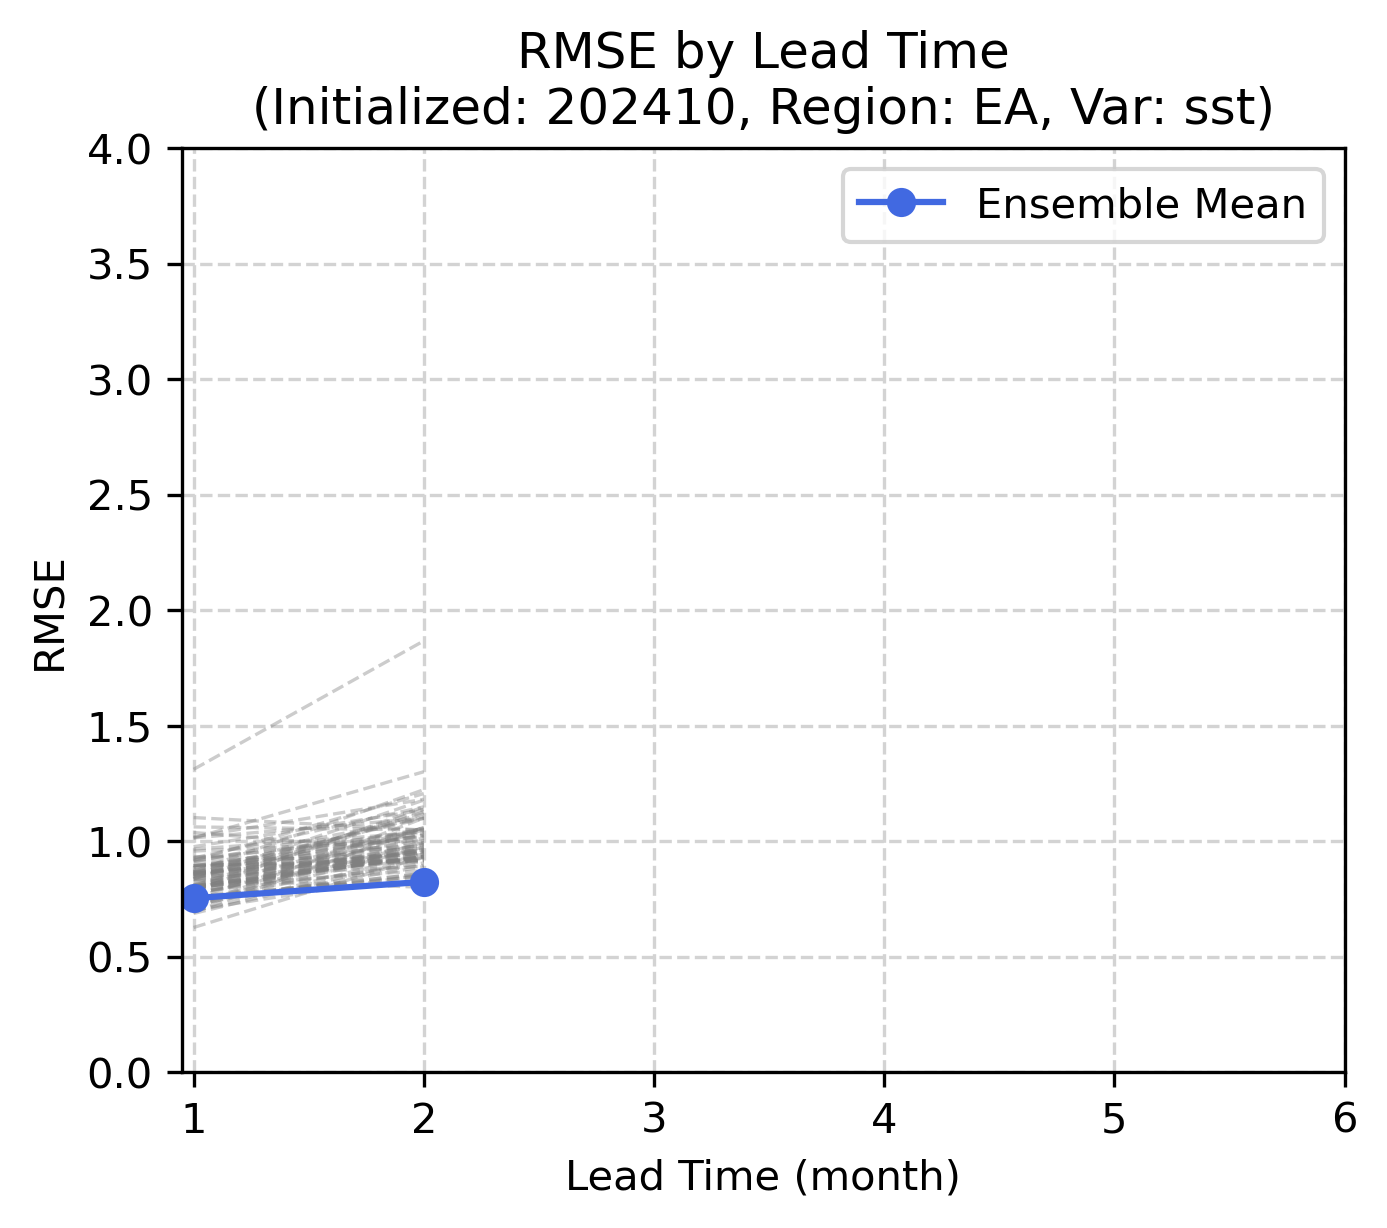 RMSE by Lead Time
(Initialized: 202410, Region: EA, Var: sst)
4.0
3.5
3.0
2.5
2.0
1.5
1.0
0.5
0.0
RMSE
Ensemble Mean
1 2 3 4 5 6
Lead Time (month)